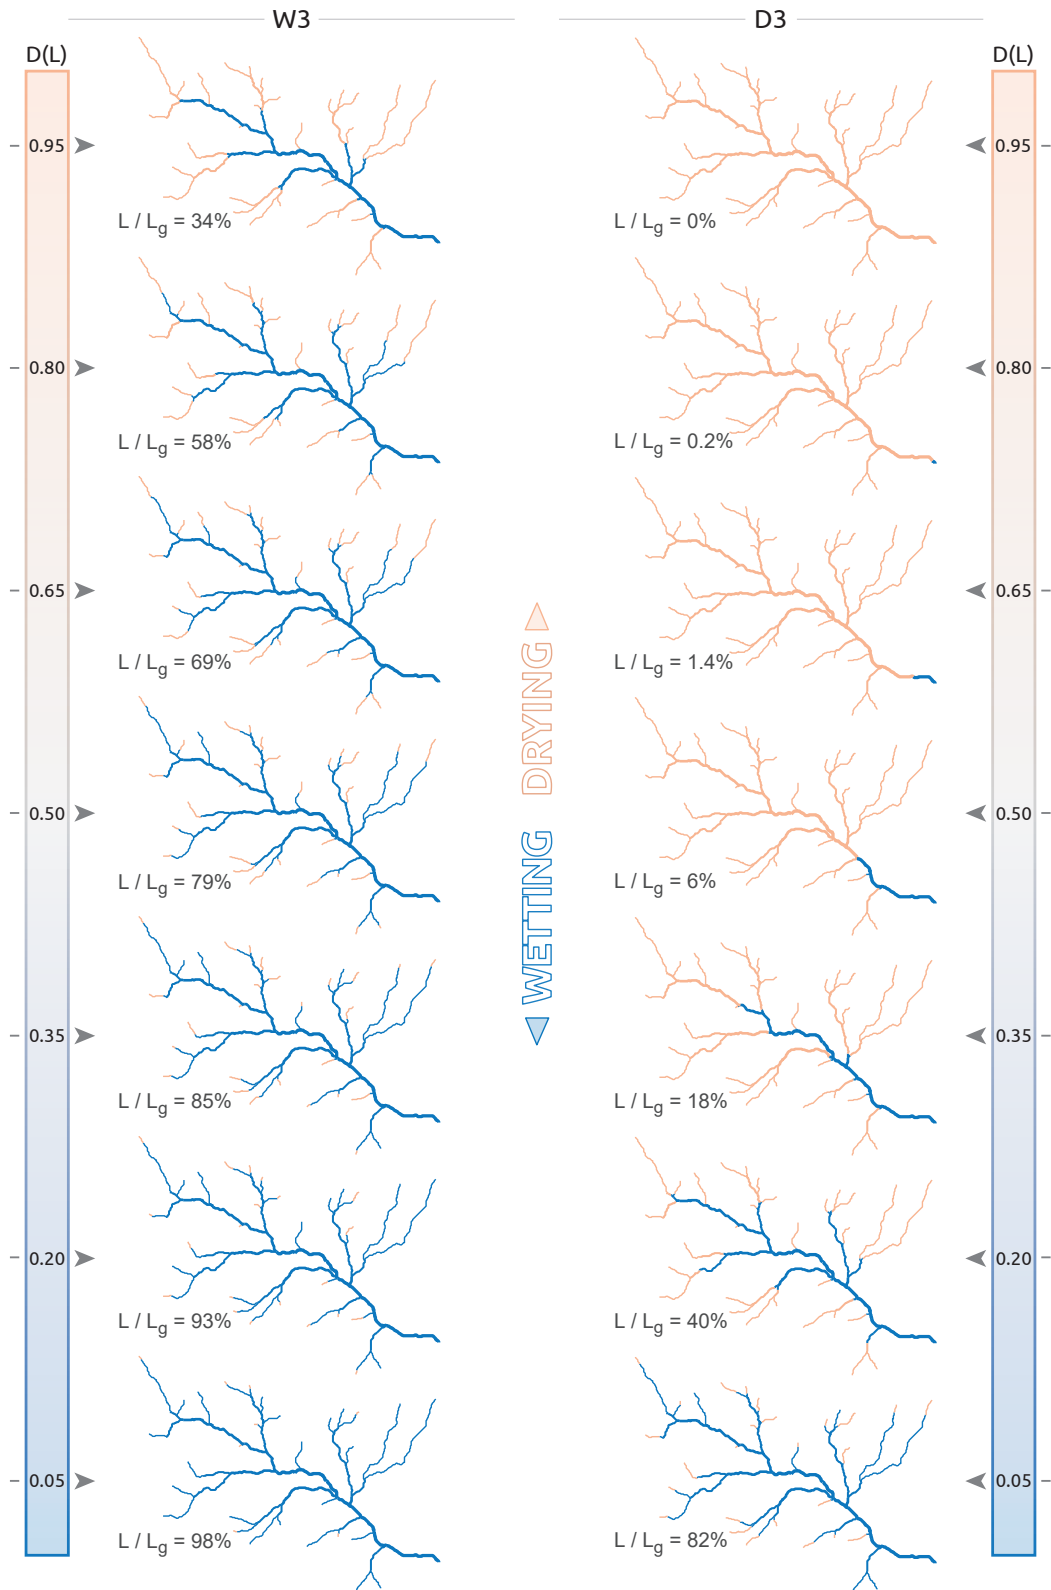 W3
D3
D(L)
D(L)
0.95
0.95
L / Lg = 34%
L / Lg = 0%
0.80
0.80
L / Lg = 58%
L / Lg = 0.2%
0.65
0.65
L / Lg = 69%
L / Lg = 1.4%
DRYING
0.50
0.50
WETTING
L / Lg = 79%
L / Lg = 6%
0.35
0.35
L / Lg = 85%
L / Lg = 18%
0.20
0.20
L / Lg = 93%
L / Lg = 40%
0.05
0.05
L / Lg = 98%
L / Lg = 82%